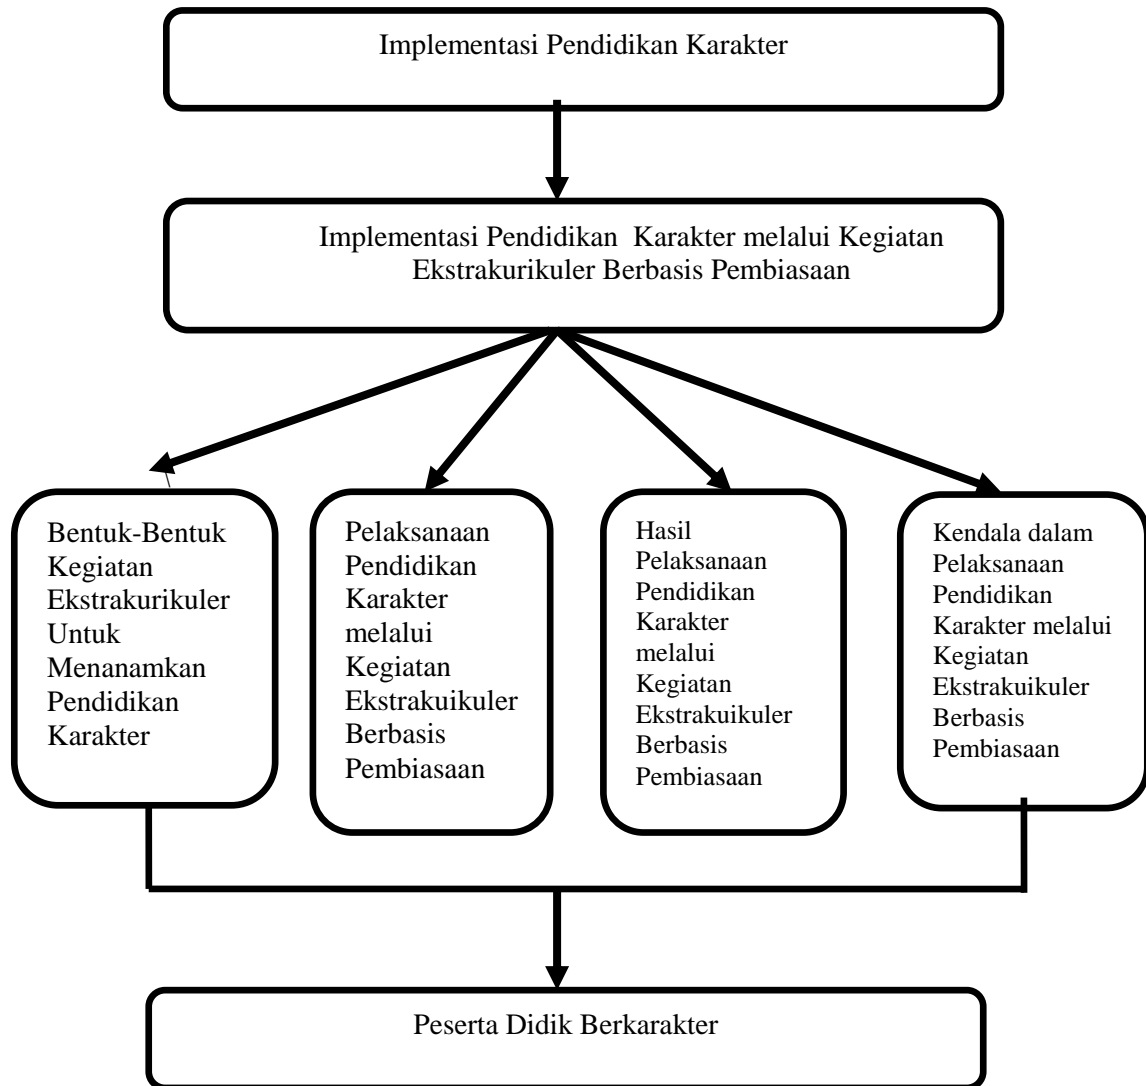 Implementasi Pendidikan Karakter
Implementasi Pendidikan  Karakter melalui Kegiatan
Ekstrakurikuler Berbasis Pembiasaan
Bentuk-Bentuk
Kegiatan
Ekstrakurikuler
Untuk
Menanamkan
Pendidikan
Karakter
Pelaksanaan
Pendidikan
Karakter
melalui
Kegiatan
Ekstrakuikuler
Berbasis
Pembiasaan
Hasil
Pelaksanaan
Pendidikan
Karakter
melalui
Kegiatan
Ekstrakuikuler
Berbasis
Pembiasaan
Kendala dalam
Pelaksanaan
Pendidikan
Karakter melalui
Kegiatan
Ekstrakuikuler
Berbasis
Pembiasaan
Peserta Didik Berkarakter